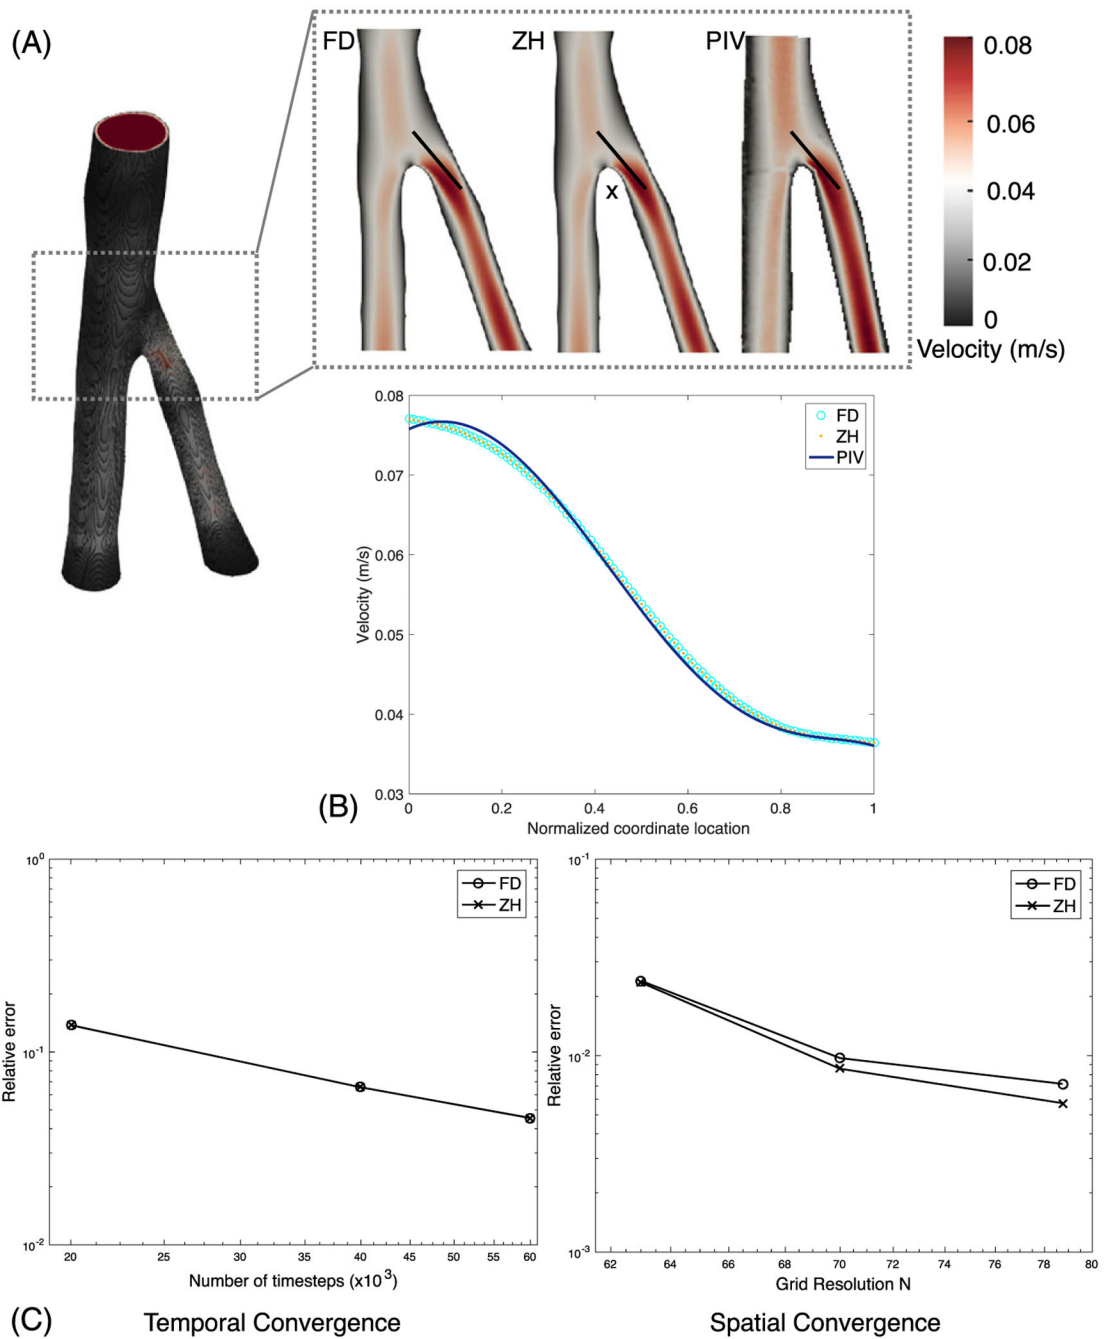 (A)
FD
ZH
PIV
x
0.08
0.06
0.04
0.02
0
Velocity (m/s)
0.08
0.07
0.06
0.05
0.04
0.03
Velocity (m/s)
FD
ZH
PIV
0
0.2
0.4
0.6
0.8
1
Normalized coordinate location
(B)
10^0
10^-1
10^-2
Relative error
FD
ZH
20
25
30
35
40
45
50
55
60
Number of timesteps (x10^3)
10^-1
10^-2
10^-3
Relative error
FD
ZH
62
64
66
68
70
72
74
76
78
80
Grid Resolution N
(C)
Temporal Convergence
Spatial Convergence